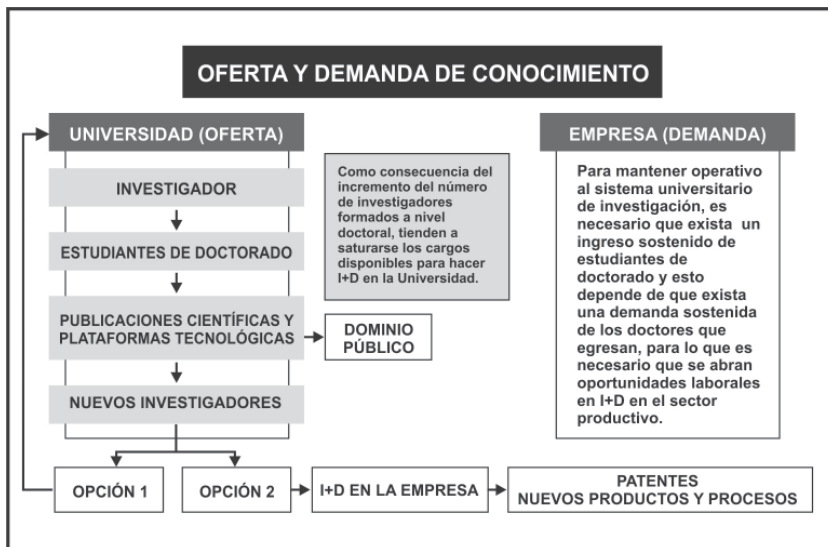 OFERTA Y DEMANDA DE CONOCIMIENTO
UNIVERSIDAD (OFERTA)
INVESTIGADOR
ESTUDIANTES DE DOCTORADO
PUBLICACIONES CIENTÍFICAS Y
PLATAFORMAS TECNOLÓGICAS
DOMINIO
PÚBLICO
NUEVOS INVESTIGADORES
Como consecuencia del
incremento del número
de investigadores
formados a nivel
doctoral, tienden a
saturarse los cargos
disponibles para hacer
I+D en la Universidad.
EMPRESA (DEMANDA)
Para mantener operativo
al sistema universitario
de investigación, es
necesario que exista un
ingreso sostenido de
estudiantes de
doctorado y esto
depende de que exista
una demanda sostenida
de los doctores que
egresan, para lo que es
necesario que se abran
oportunidades laborales
en I+D en el sector
productivo.
OPCIÓN 1
OPCIÓN 2
I+D EN LA EMPRESA
PATENTES
NUEVOS PRODUCTOS Y PROCESOS